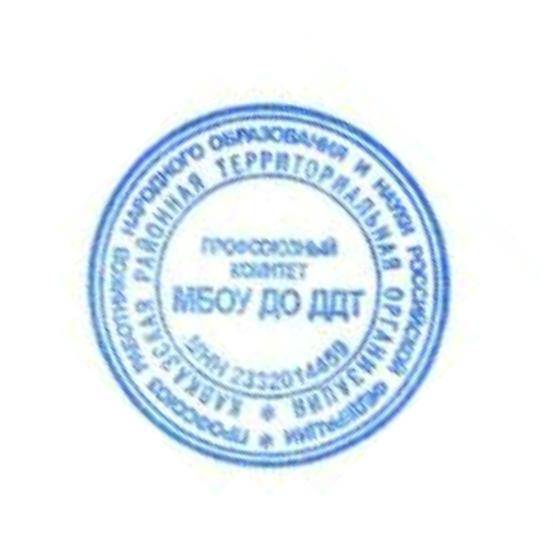 ПРОФСОЮЗ РАБОТНИКОВ НАРОДНОГО ОБРАЗОВАНИЯ И НАУКИ РОССИЙСКОЙ ФЕДЕРАЦИИ *
КАВКАЗСКАЯ РАЙОННАЯ ТЕРРИТОРИАЛЬНАЯ ОРГАНИЗАЦИЯ *
ПРОФСОЮЗНЫЙ
КОМИТЕТ
МБОУ ДО ДДТ
ИНН 2332014459